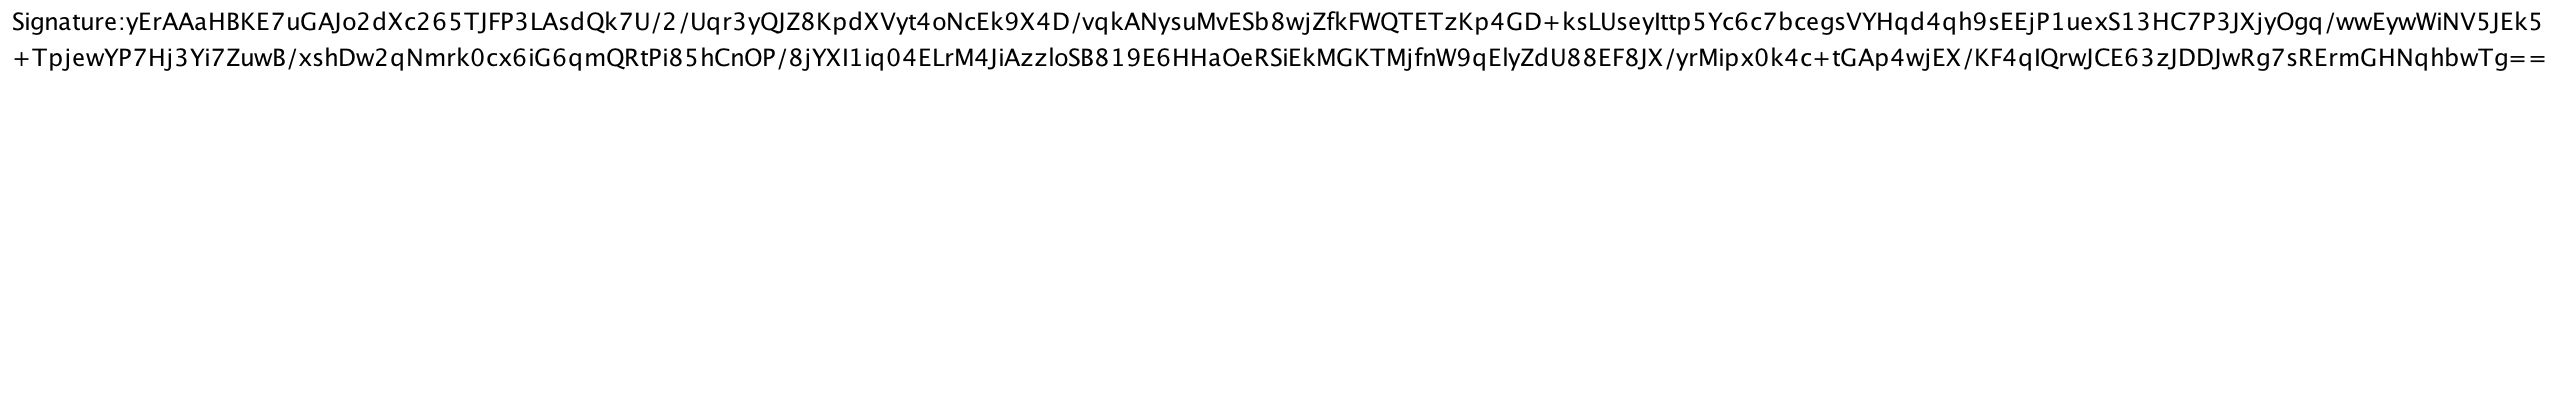 Signature:yErAAaHBKE7uGAJo2dXc265TJFP3LAsdQk7U/2/Uqr3yQJZ8KpdXVyt4oNcEk9X4D/vqkANysuMvESb8wjZfkFWQTETzKp4GD+ksLUseyIttp5Yc6c7bcegsVYHqd4qh9sEEjP1uexS13HC7P3JXjyOgq/wwEywWiNV5JEk5
+TpjewYP7Hj3Yi7ZuwB/xshDw2qNmrk0cx6iG6qmQRtPi85hCnOP/8jYXI1iq04ELrM4JiAzzloSB819E6HHaOeRSiEkMGKTMjfnW9qElyZdU88EF8JX/yrMipx0k4c+tGAp4wjEX/KF4qIQrwJCE63zJDDJwRg7sRErmGHNqhbwTg==